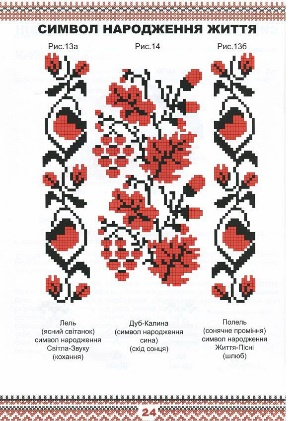 СИМВОЛ НАРОДЖЕННЯ ЖИТТЯ
Рис.13а
Рис.14
Рис.13б
Лель
(ясний світанок)
символ народження
Світла-Звуку
(кохання)
Дуб-Калина
(символ народження
сина)
(схід сонця)
Полель
(сонячне проміння)
символ народження
Життя-Пісні
(шлюб)
24